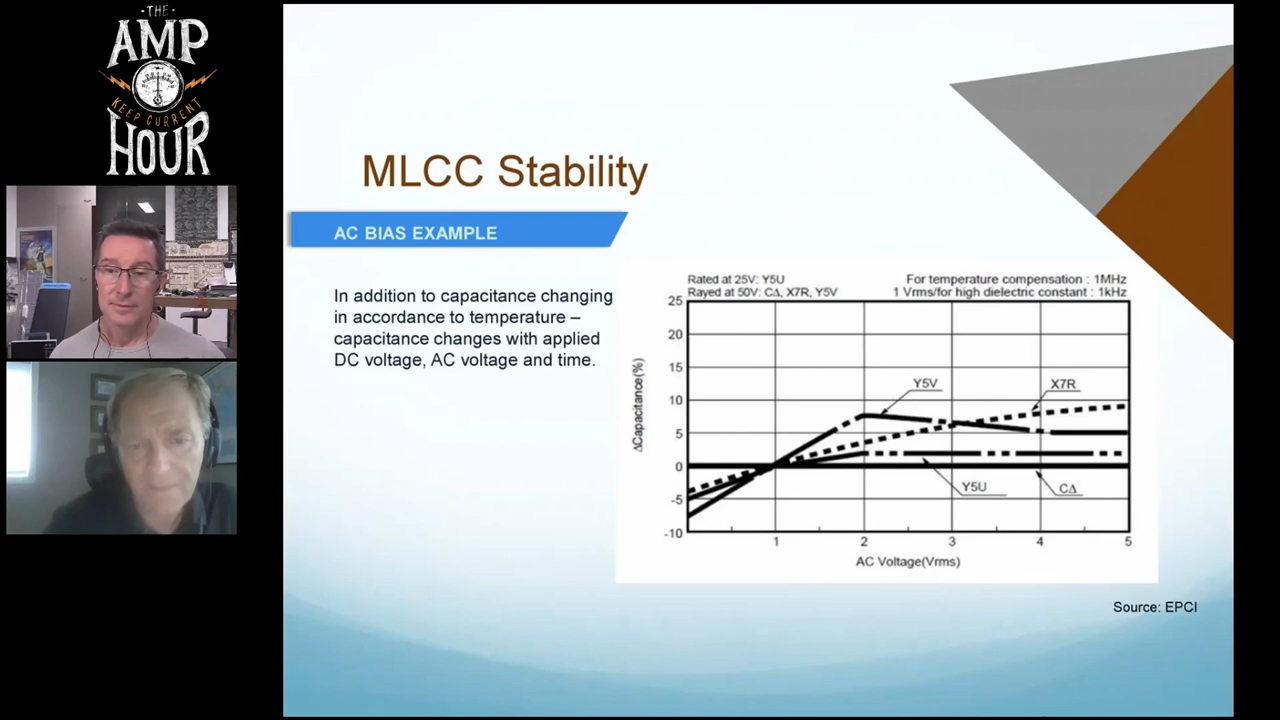 ·THE·
AMP
KEEP CURRENT
HOUR
MLCC Stability
AC BIAS EXAMPLE
In addition to capacitance changing
in accordance to temperature –
capacitance changes with applied
DC voltage, AC voltage and time.
Rated at 25V: Y5U
For temperature compensation : 1MHz
Rayed at 50V: CΔ, X7R, Y5V
1 Vrms/for high dielectric constant : 1kHz
25
20
15
10
5
0
-5
-10
ΔCapacitance(%)
Y5V
X7R
Y5U
CΔ
1
2
3
4
5
AC Voltage(Vrms)
Source: EPCI